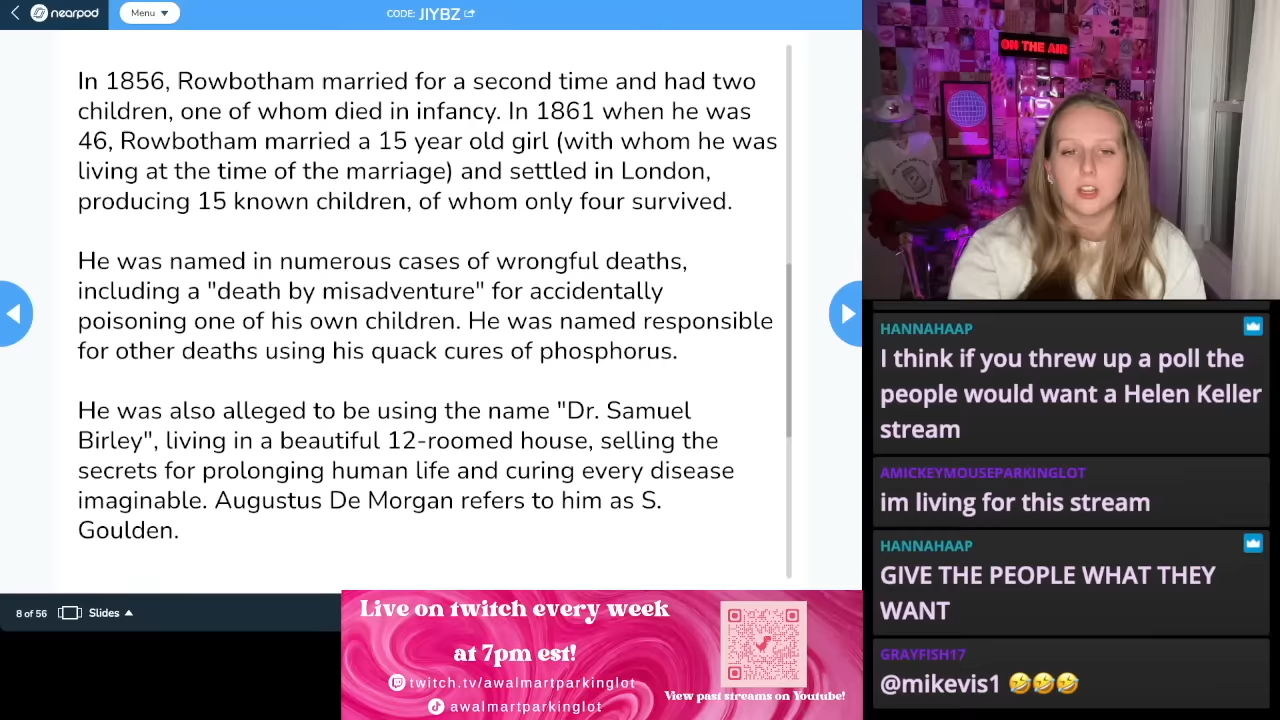 nearpod
Menu
CODE: JIYBZ
ON THE AIR
In 1856, Rowbotham married for a second time and had two
children, one of whom died in infancy. In 1861 when he was
46, Rowbotham married a 15 year old girl (with whom he was
living at the time of the marriage) and settled in London,
producing 15 known children, of whom only four survived.
He was named in numerous cases of wrongful deaths,
including a "death by misadventure" for accidentally
poisoning one of his own children. He was named responsible
for other deaths using his quack cures of phosphorus.
He was also alleged to be using the name "Dr. Samuel
Birley", living in a beautiful 12-roomed house, selling the
secrets for prolonging human life and curing every disease
imaginable. Augustus De Morgan refers to him as S.
Goulden.
8 of 56
Slides
Live on twitch every week
at 7pm est!
twitch.tv/awalmartparkinglot
awalmartparkinglot
View past streams on Youtube!
HANNAHAAP
I think if you threw up a poll the
people would want a Helen Keller
stream
AMICKEYMOUSEPARKINGLOT
im living for this stream
HANNAHAAP
GIVE THE PEOPLE WHAT THEY
WANT
GRAYFISH17
@mikevis1 🤣🤣🤣